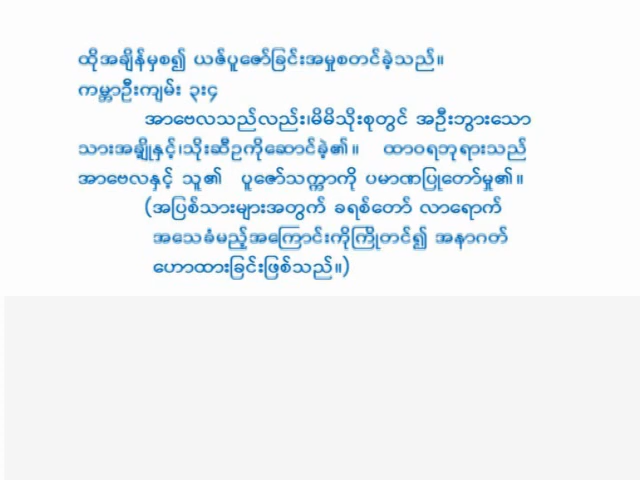 ထိုအချိန်မှစ၍ ယဇ်ပူဇော်ခြင်းအမှုစတင်ခဲ့သည်။
ကမ္ဘာဦးကျမ်း ၃း၄
အာဗေလသည်လည်း၊မိမိသိုးစုတွင် အဦးဘွားသော
သားအချို့နှင့်၊သိုးဆီဥကိုဆောင်ခဲ့၏။ ထာဝရဘုရားသည်
အာဗေလနှင့် သူ၏ ပူဇော်သက္ကာကို ပမာဏပြုတော်မူ၏။
(အပြစ်သားများအတွက် ခရစ်တော် လာရောက်
အသေခံမည့်အကြောင်းကိုကြိုတင်၍ အနာဂတ်
ဟောထားခြင်းဖြစ်သည်။)